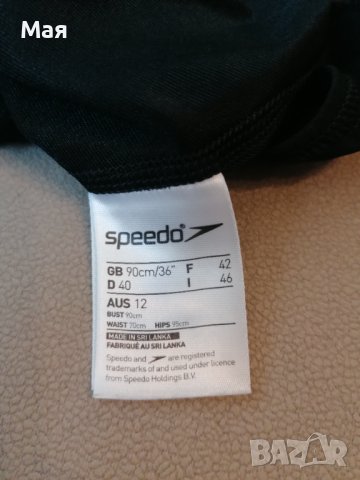 Мая
speedo
GB 90cm/36" F 42
D 40 I 46
AUS 12
BUST 90cm
WAIST 70cm HIPS 95cm
MADE IN SRI LANKA
FABRIQUÉ AU SRI LANKA
Speedo and are registered
trademarks of and used under licence
from Speedo Holdings B.V.
BAZAR